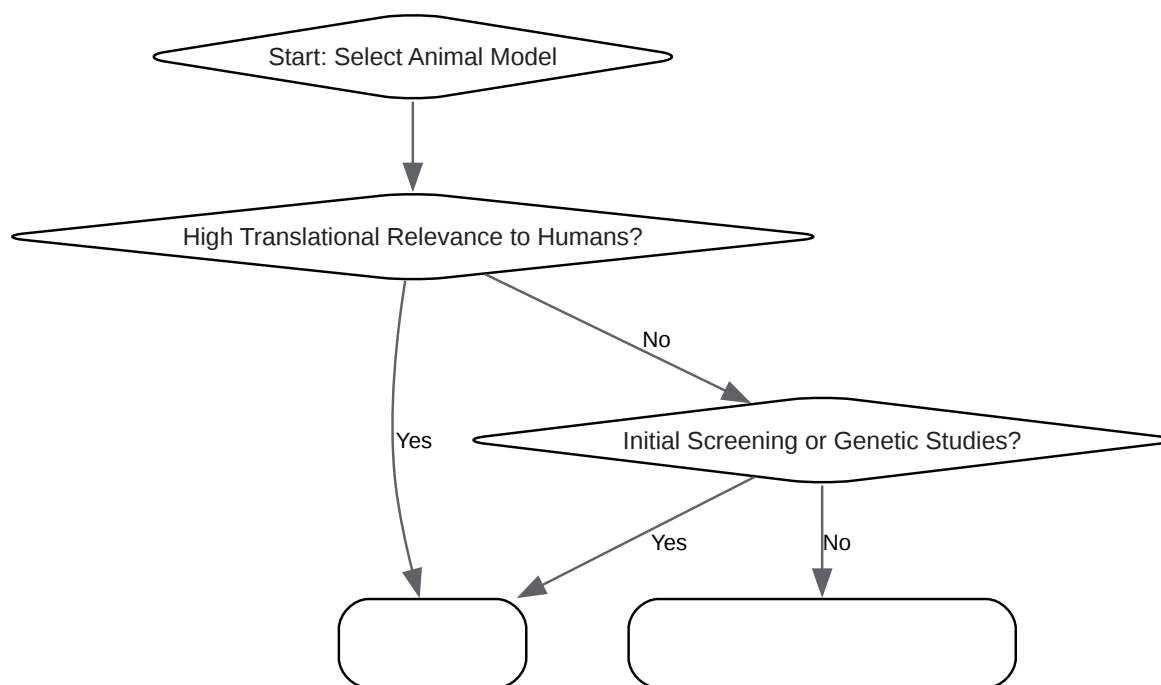 Start: Select Animal Model
High Translational Relevance to Humans?
No
Yes
Initial Screening or Genetic Studies?
Yes
No